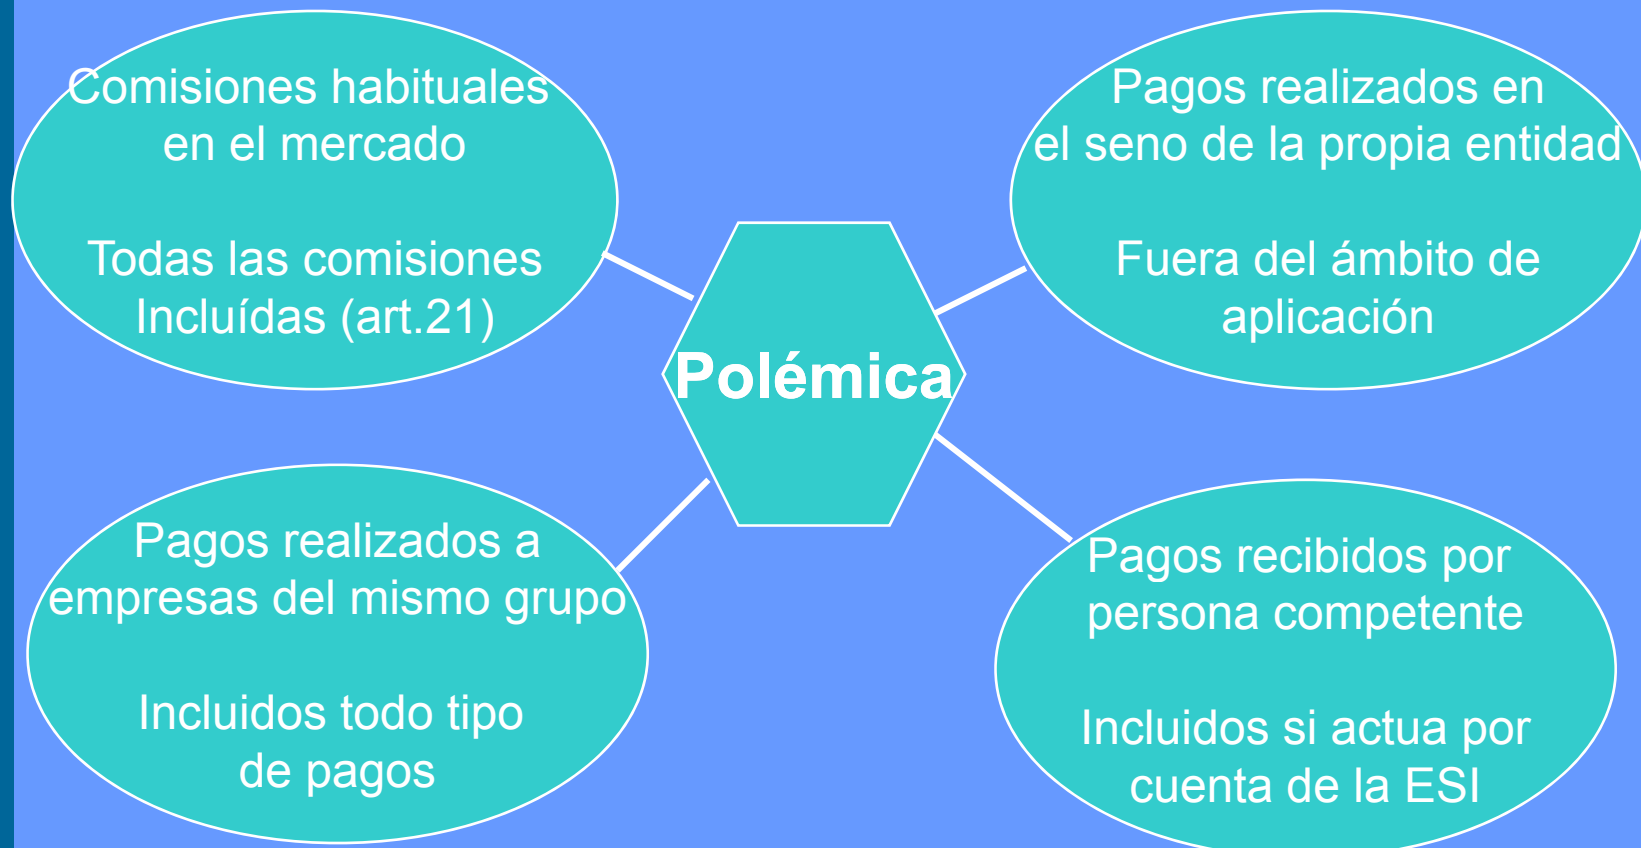 Comisiones habituales
en el mercado
Todas las comisiones
Incluídas (art.21)
Pagos realizados en
el seno de la propia entidad
Fuera del ámbito de
aplicación
Polémica
Pagos realizados a
empresas del mismo grupo
Incluidos todo tipo
de pagos
Pagos recibidos por
persona competente
Incluidos si actua por
cuenta de la ESI